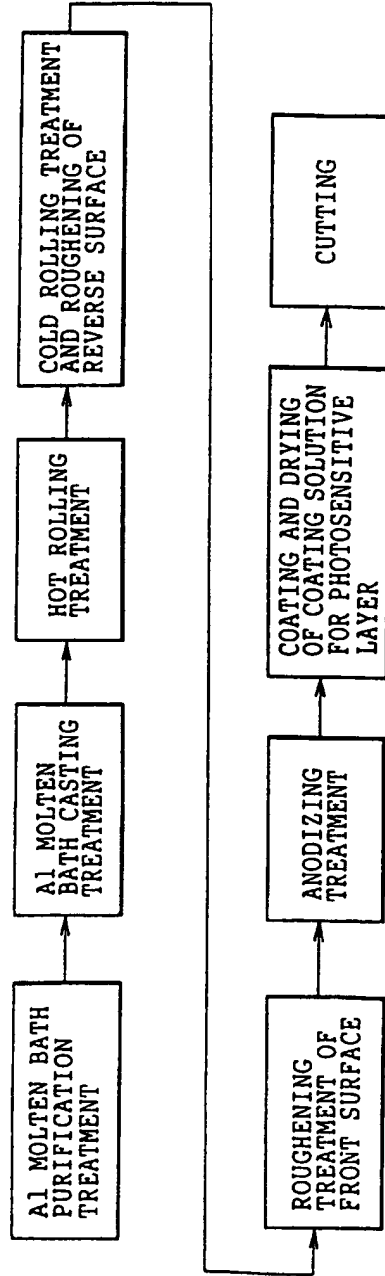 Al MOLTEN BATH
PURIFICATION
TREATMENT
Al MOLTEN
BATH CASTING
TREATMENT
HOT ROLLING
TREATMENT
COLD ROLLING TREATMENT
AND ROUGHENING OF
REVERSE SURFACE
ROUGHENING
TREATMENT OF
FRONT SURFACE
ANODIZING
TREATMENT
COATING AND DRYING
OF COATING SOLUTION
FOR PHOTOSENSITIVE
LAYER
CUTTING